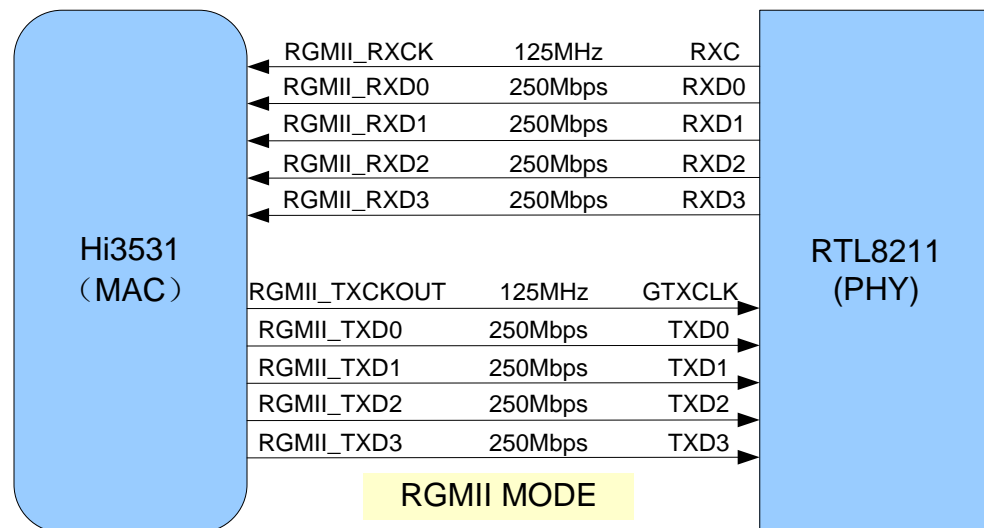 RGMII_RXCK 125MHz RXC
RGMII_RXD0 250Mbps RXD0
RGMII_RXD1 250Mbps RXD1
RGMII_RXD2 250Mbps RXD2
RGMII_RXD3 250Mbps RXD3
Hi3531
（MAC）
RTL8211
(PHY)
RGMII_TXCKOUT 125MHz GTXCLK
RGMII_TXD0 250Mbps TXD0
RGMII_TXD1 250Mbps TXD1
RGMII_TXD2 250Mbps TXD2
RGMII_TXD3 250Mbps TXD3
RGMII MODE